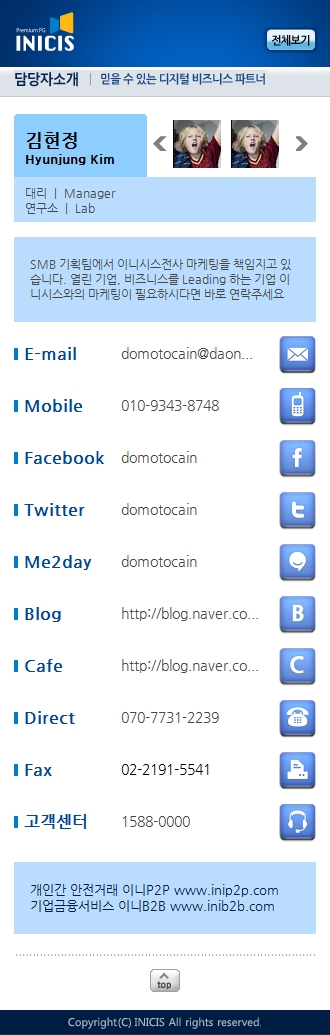 Premium PG
INICIS
전체보기
담당자소개 | 믿을 수 있는 디지털 비즈니스 파트너
김현정
Hyunjung Kim
대리 | Manager
연구소 | Lab
SMB 기획팀에서 이니시스전사 마케팅을 책임지고 있
습니다. 열린 기업, 비즈니스를 Leading 하는 기업 이
니시스와의 마케팅이 필요하시다면 바로 연락주세요
E-mail domotocain@daon...
Mobile 010-9343-8748
Facebook domotocain f
Twitter domotocain t
Me2day domotocain
Blog http://blog.naver.co... B
Cafe http://blog.naver.co... C
Direct 070-7731-2239
Fax 02-2191-5541
고객센터 1588-0000
개인간 안전거래 이니P2P www.inip2p.com
기업금융서비스 이니B2B www.inib2b.com
top
Copyright(C) INICIS All rights reserved.